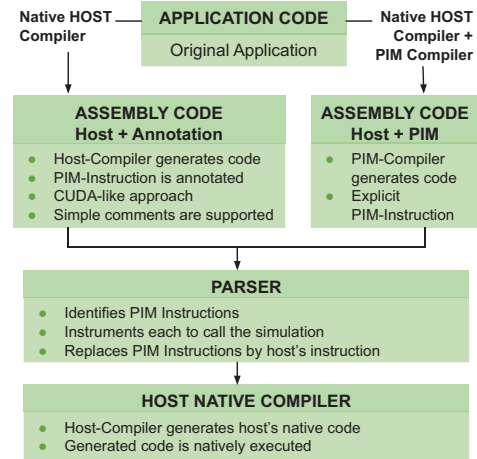 Native HOST
Compiler
APPLICATION CODE
Original Application
Native HOST
Compiler +
PIM Compiler
ASSEMBLY CODE
Host + Annotation
● Host-Compiler generates code
● PIM-Instruction is annotated
● CUDA-like approach
● Simple comments are supported
ASSEMBLY CODE
Host + PIM
● PIM-Compiler
generates code
● Explicit
PIM-Instruction
PARSER
● Identifies PIM Instructions
● Instruments each to call the simulation
● Replaces PIM Instructions by host's instruction
HOST NATIVE COMPILER
● Host-Compiler generates host's native code
● Generated code is natively executed